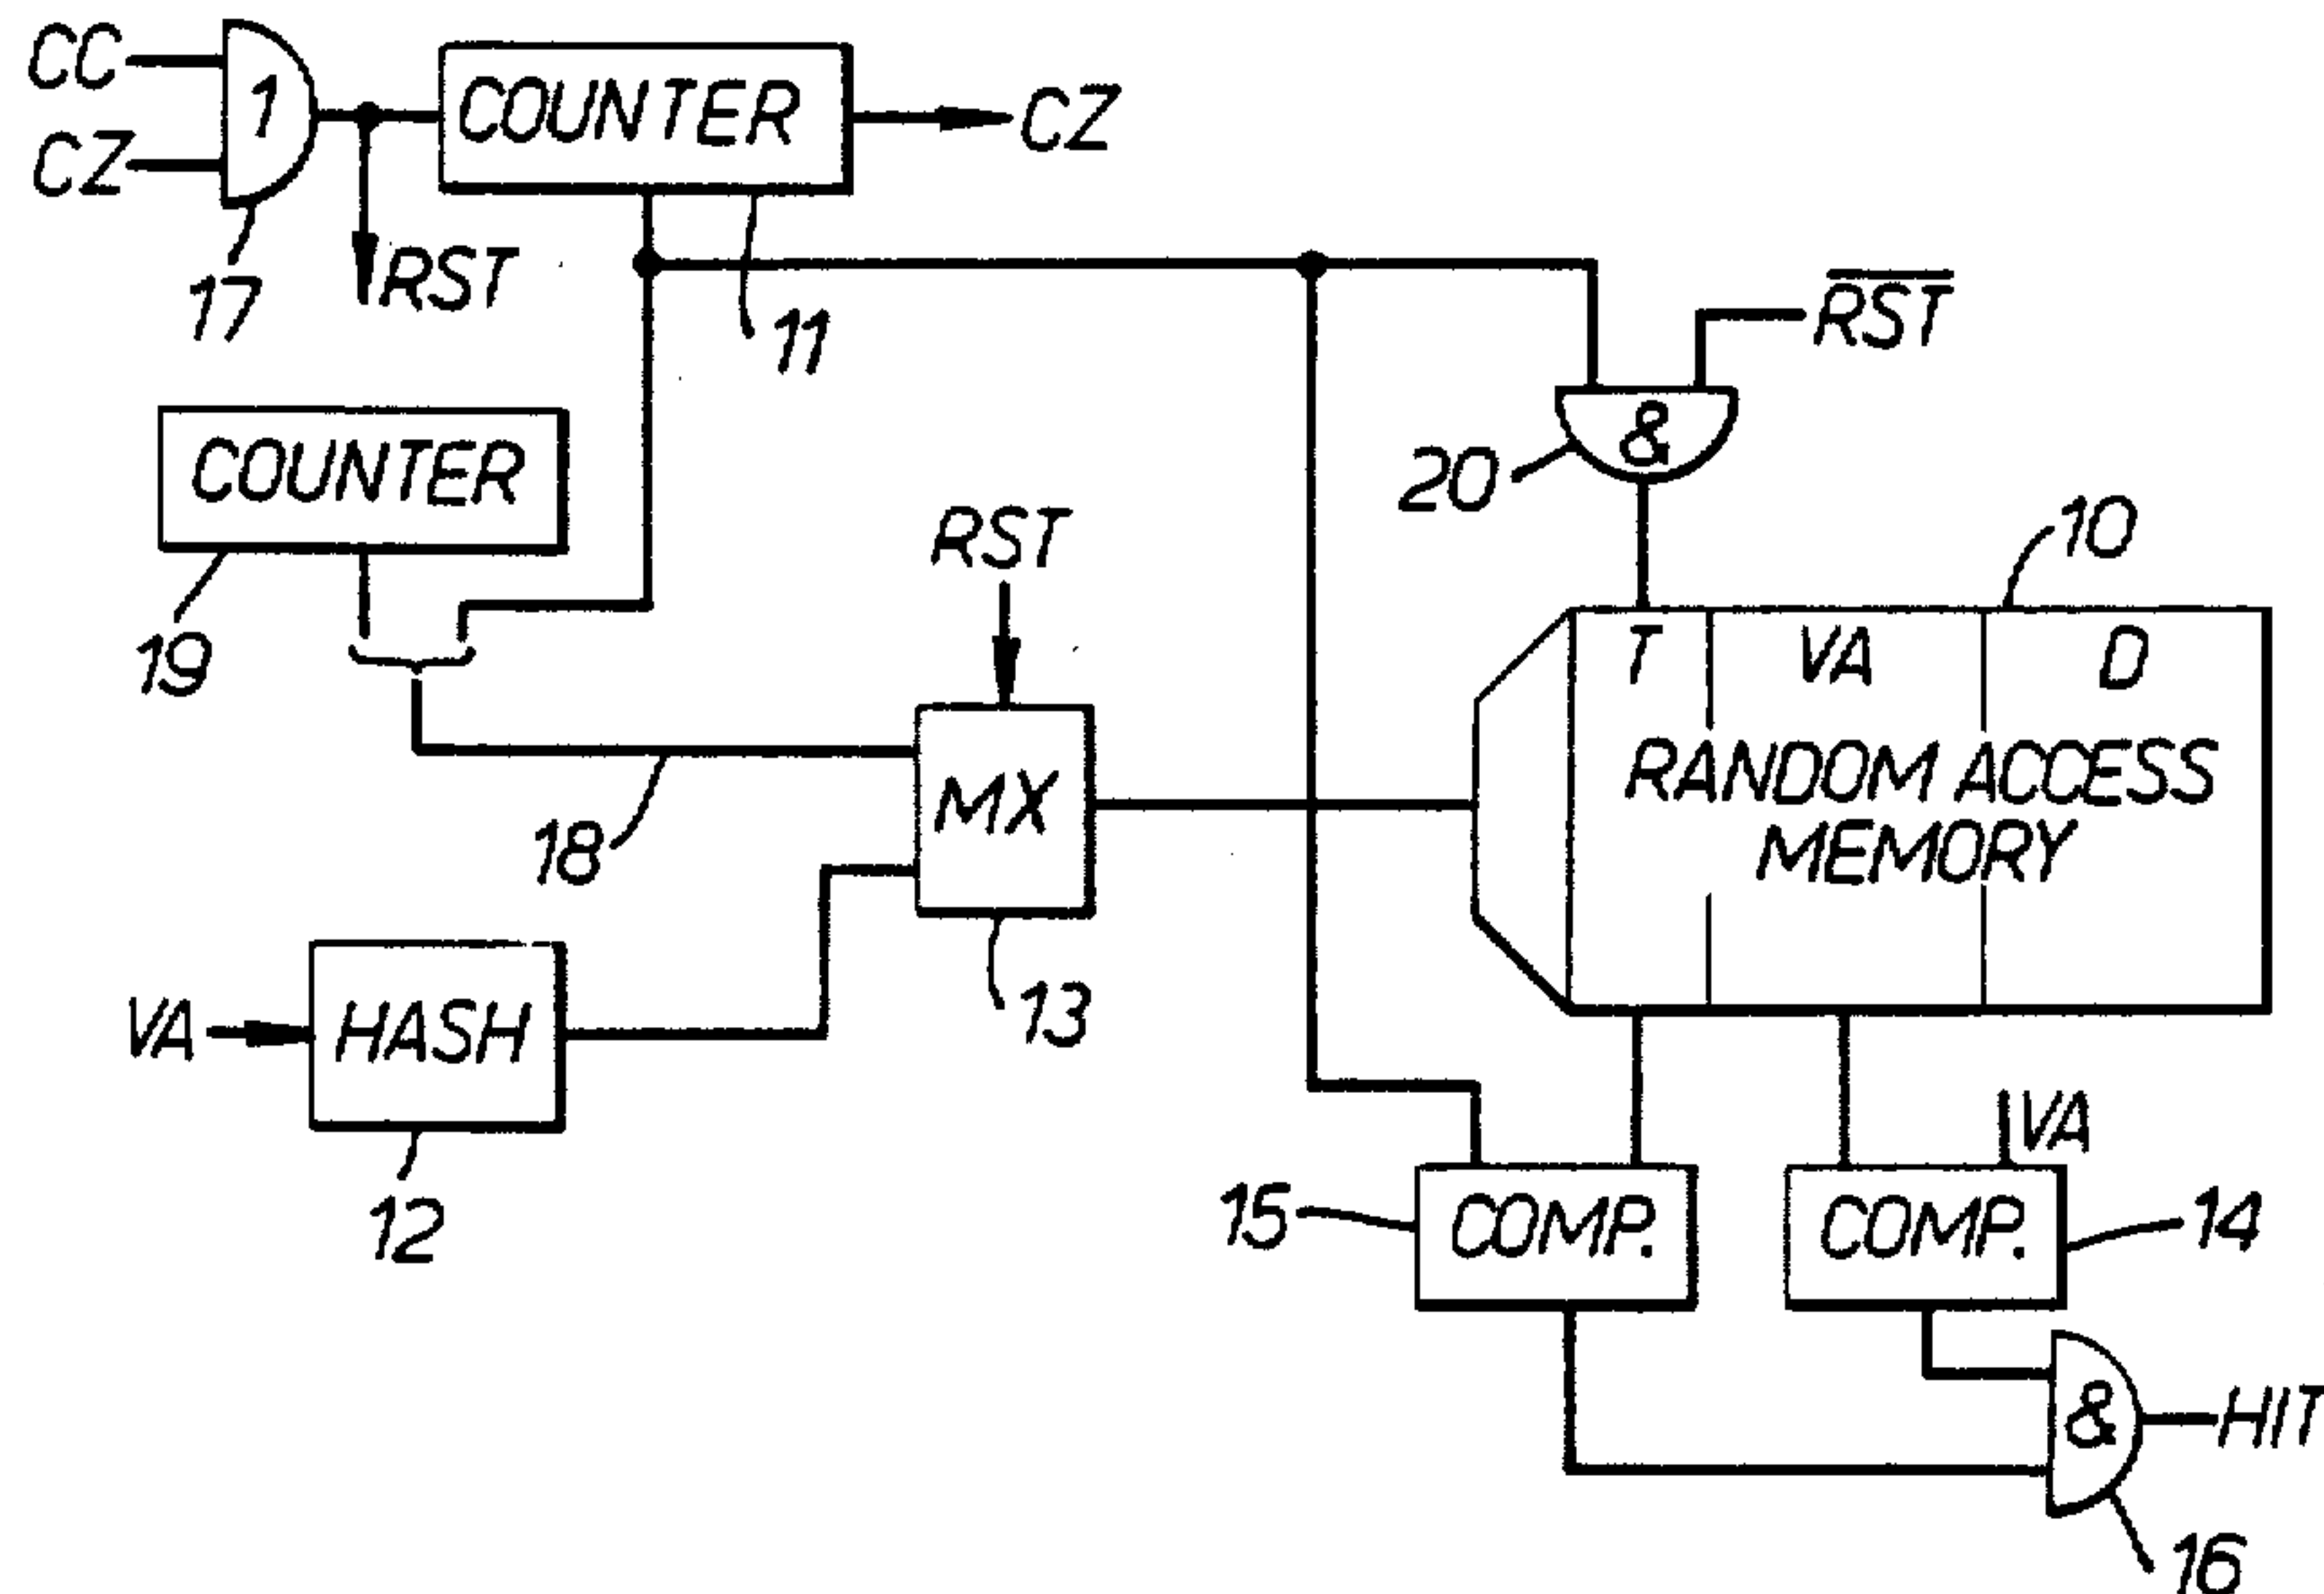 CC
CZ
1
17
RST
COUNTER
CZ
11
RST
COUNTER
19
&
20
RST
10
T
VA
D
RANDOM ACCESS
MEMORY
MX
18
13
VA
HASH
12
15
COMP.
COMP.
VA
14
&
HIT
16